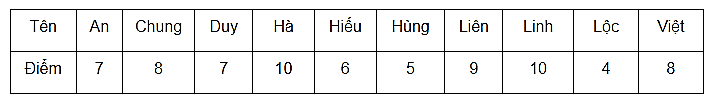 Tên An Chung Duy Hà Hiếu Hùng Liên Linh Lộc Việt
Điểm 7 8 7 10 6 5 9 10 4 8